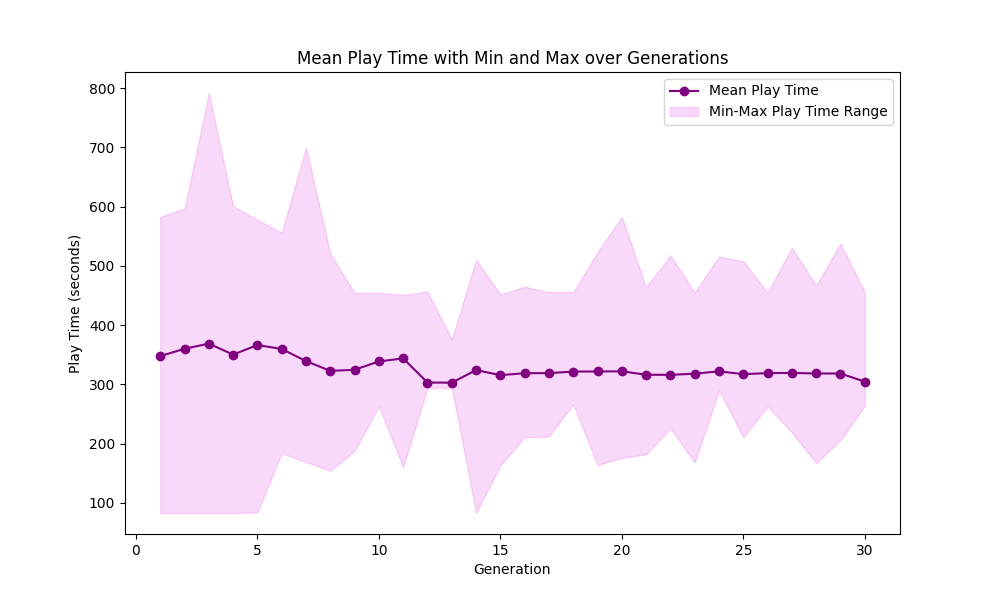 Mean Play Time with Min and Max over Generations
Mean Play Time
Min-Max Play Time Range
Play Time (seconds)
800
700
600
500
400
300
200
100
0 5 10 15 20 25 30
Generation